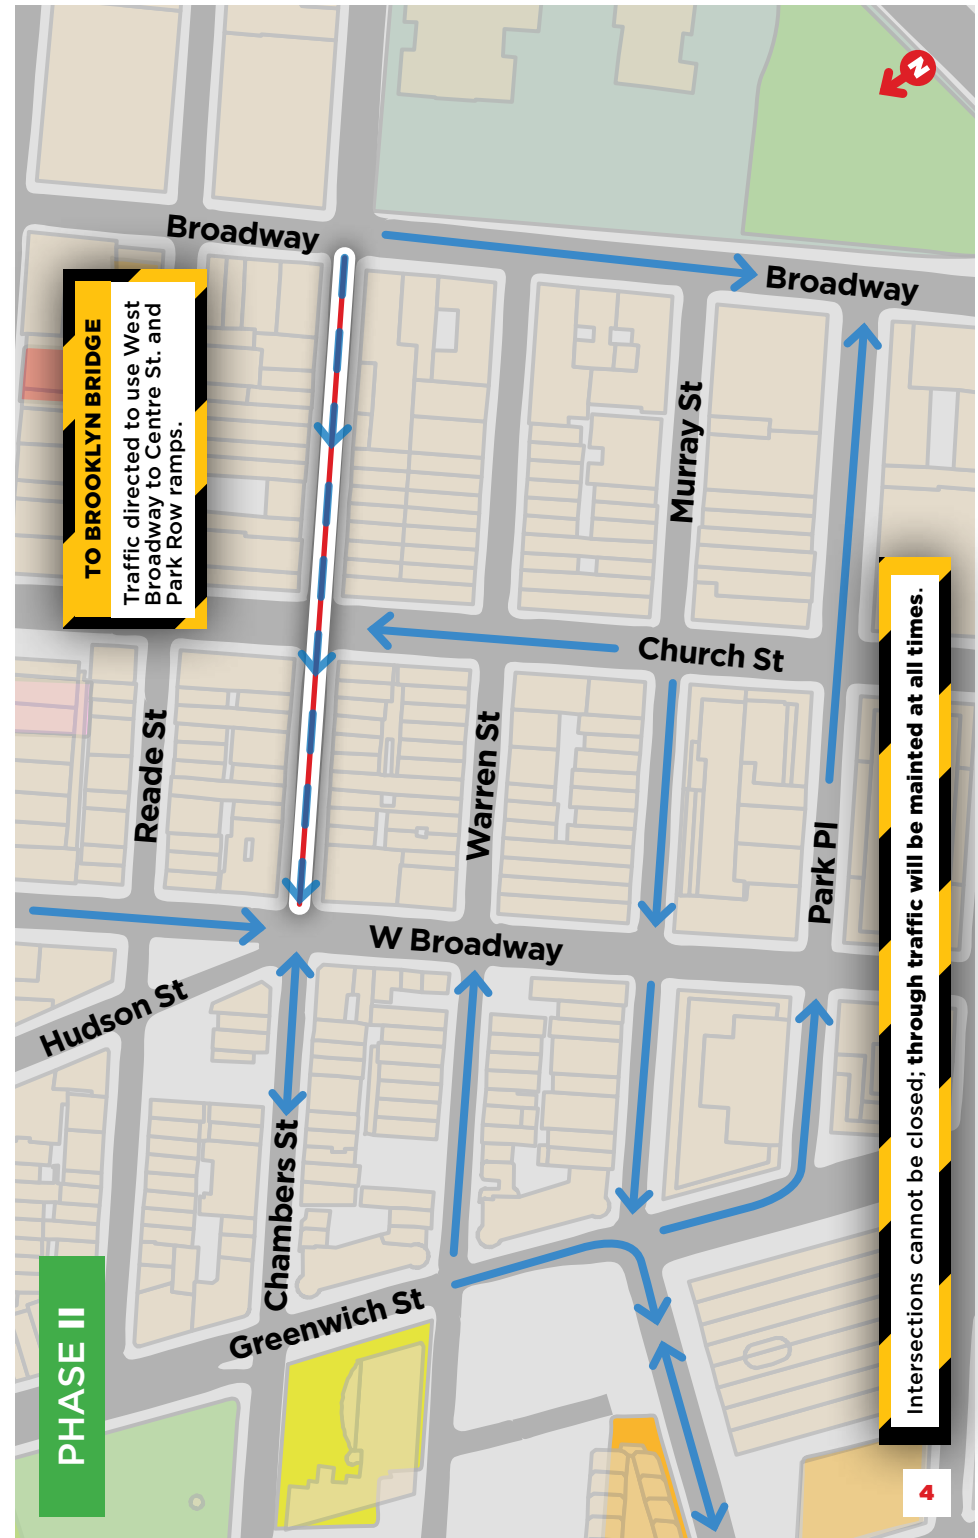 N
Broadway
Broadway
TO BROOKLYN BRIDGE
Traffic directed to use West
Broadway to Centre St. and
Park Row ramps.
Murray St
Church St
Reade St
Warren St
Park Pl
W Broadway
Hudson St
Chambers St
Greenwich St
Intersections cannot be closed; through traffic will be mainted at all times.
PHASE II
4